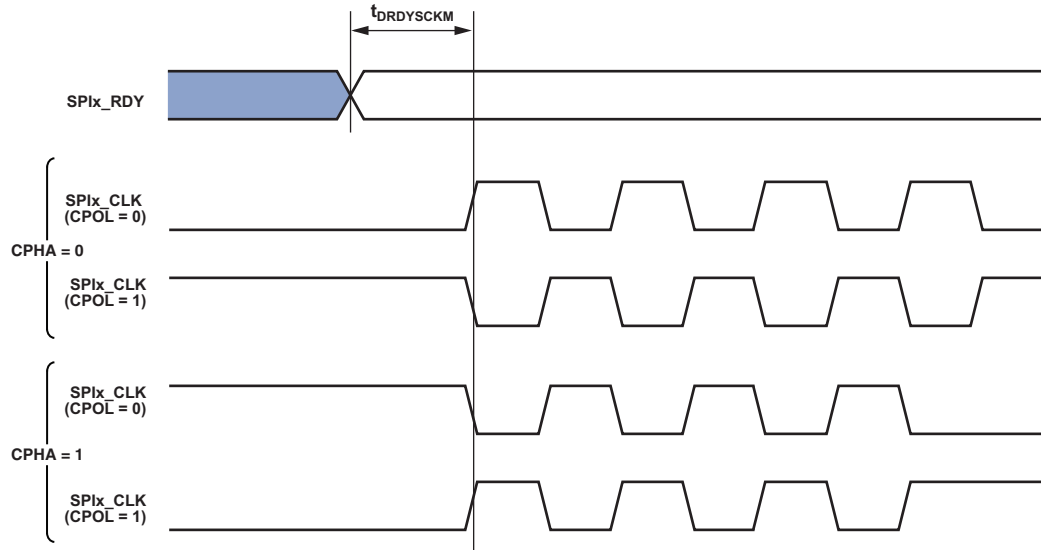 tDRDYSCKM
SPIx_RDY
SPIx_CLK
(CPOL = 0)
CPHA = 0
SPIx_CLK
(CPOL = 1)
SPIx_CLK
(CPOL = 0)
CPHA = 1
SPIx_CLK
(CPOL = 1)